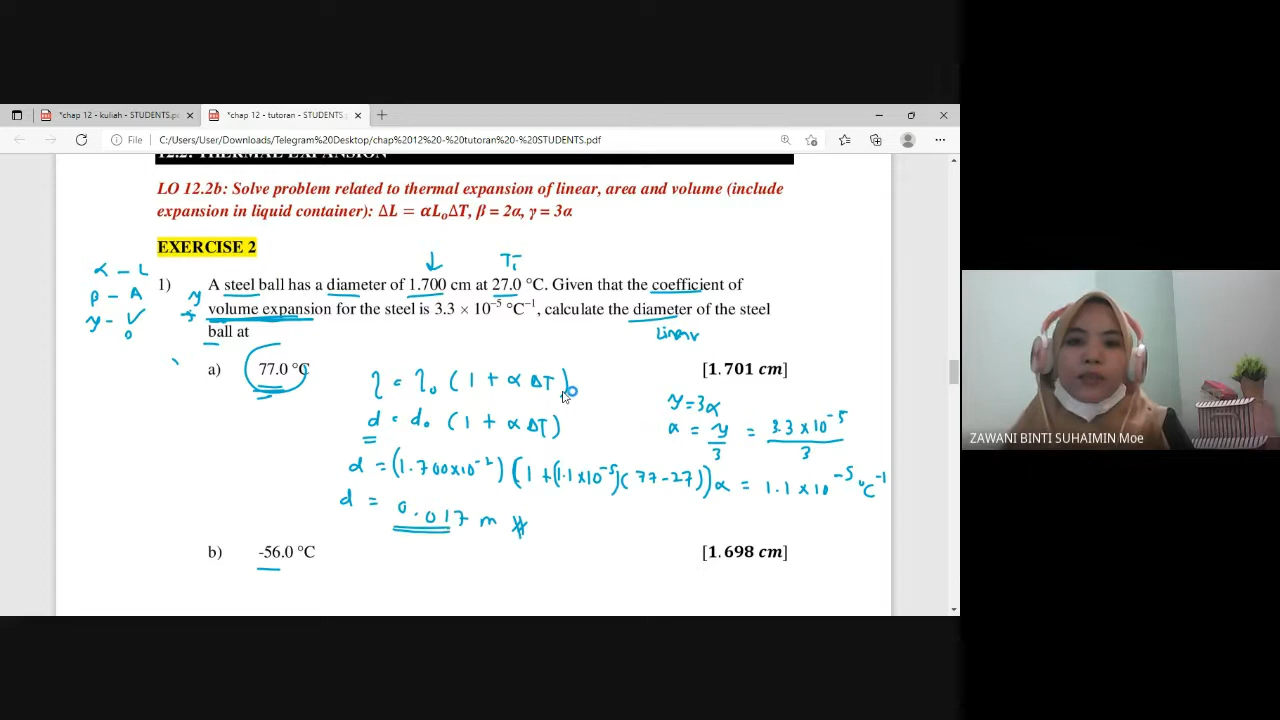 *chap 12 - kuliah - STUDENTS.p
*chap 12 - tutoran - STUDENTS.pdf
File
C:/Users/User/Downloads/Telegram%20Desktop/chap%2012%20-%20tutoran%20-%20STUDENTS.pdf
12.2: THERMAL EXPANSION
LO 12.2b: Solve problem related to thermal expansion of linear, area and volume (include
expansion in liquid container): ΔL = αLₒΔT, β = 2α, γ = 3α
EXERCISE 2
α - L
β - A
γ - V
Tᵢ
1) A steel ball has a diameter of 1.700 cm at 27.0 °C. Given that the coefficient of
γ
volume expansion for the steel is 3.3 × 10⁻⁵ °C⁻¹, calculate the diameter of the steel
ball at
linear
a) 77.0 °C [1.701 cm]
l = l₀ (1 + α ΔT)
d = d₀ (1 + α ΔT)
d = (1.700×10⁻²) (1 + (1.1×10⁻⁵)(77-27))
d = 0.017 m #
γ = 3α
α = γ/3 = 3.3×10⁻⁵/3
α = 1.1×10⁻⁵ °C⁻¹
b) -56.0 °C [1.698 cm]
ZAWANI BINTI SUHAIMIN Moe